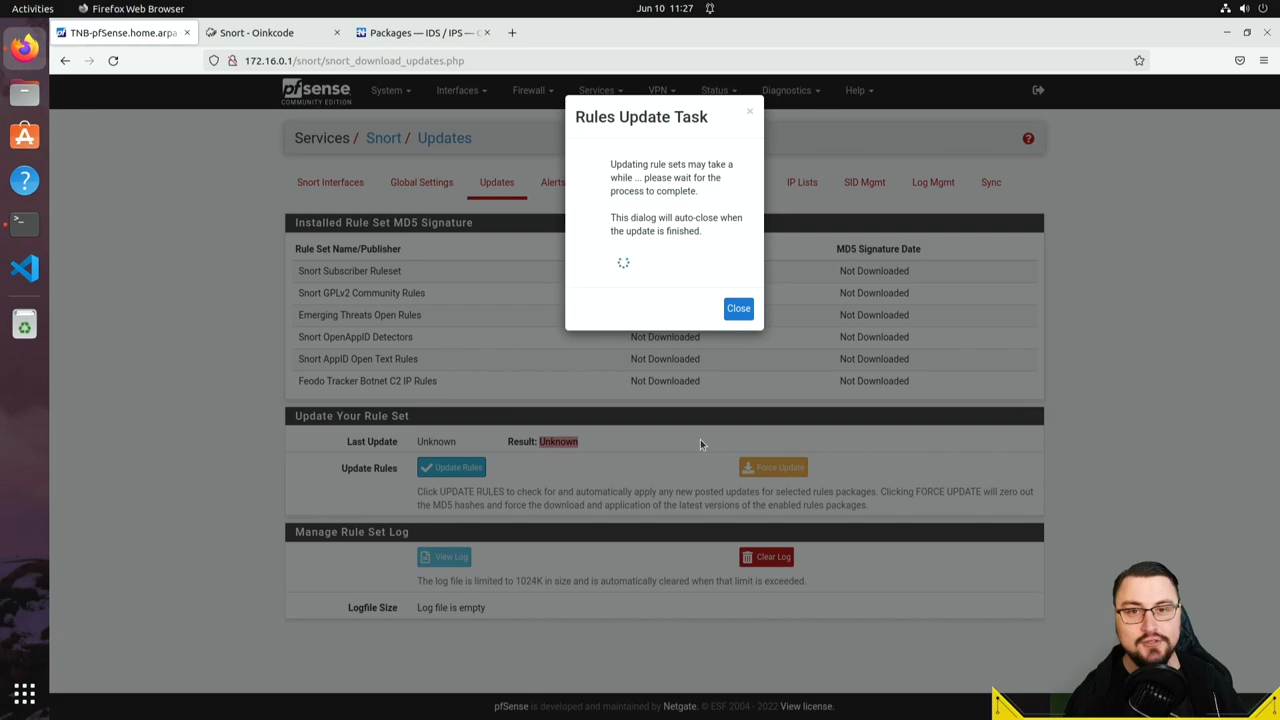 Activities
Firefox Web Browser
Jun 10 11:27
TNB-pfSense.home.arpa
Snort - Oinkcode
Packages — IDS / IPS —
172.16.0.1/snort/snort_download_updates.php
pfsense
COMMUNITY EDITION
System
Interfaces
Firewall
Services
VPN
Status
Diagnostics
Help
Services / Snort / Updates
Rules Update Task
Updating rule sets may take a
while ... please wait for the
process to complete.
This dialog will auto-close when
the update is finished.
Close
Snort Interfaces
Global Settings
Updates
Alerts
IP Lists
SID Mgmt
Log Mgmt
Sync
Installed Rule Set MD5 Signature
Rule Set Name/Publisher
MD5 Signature Date
Snort Subscriber Ruleset
Not Downloaded
Snort GPLv2 Community Rules
Not Downloaded
Emerging Threats Open Rules
Not Downloaded
Snort OpenAppID Detectors
Not Downloaded
Not Downloaded
Snort AppID Open Text Rules
Not Downloaded
Not Downloaded
Feodo Tracker Botnet C2 IP Rules
Not Downloaded
Not Downloaded
Update Your Rule Set
Last Update
Unknown
Result: Unknown
Update Rules
Update Rules
Force Update
Click UPDATE RULES to check for and automatically apply any new posted updates for selected rules packages. Clicking FORCE UPDATE will zero out
the MD5 hashes and force the download and application of the latest versions of the enabled rules packages.
Manage Rule Set Log
View Log
Clear Log
The log file is limited to 1024K in size and is automatically cleared when that limit is exceeded.
Logfile Size
Log file is empty
pfSense is developed and maintained by Netgate. © ESF 2004 - 2022 View license.